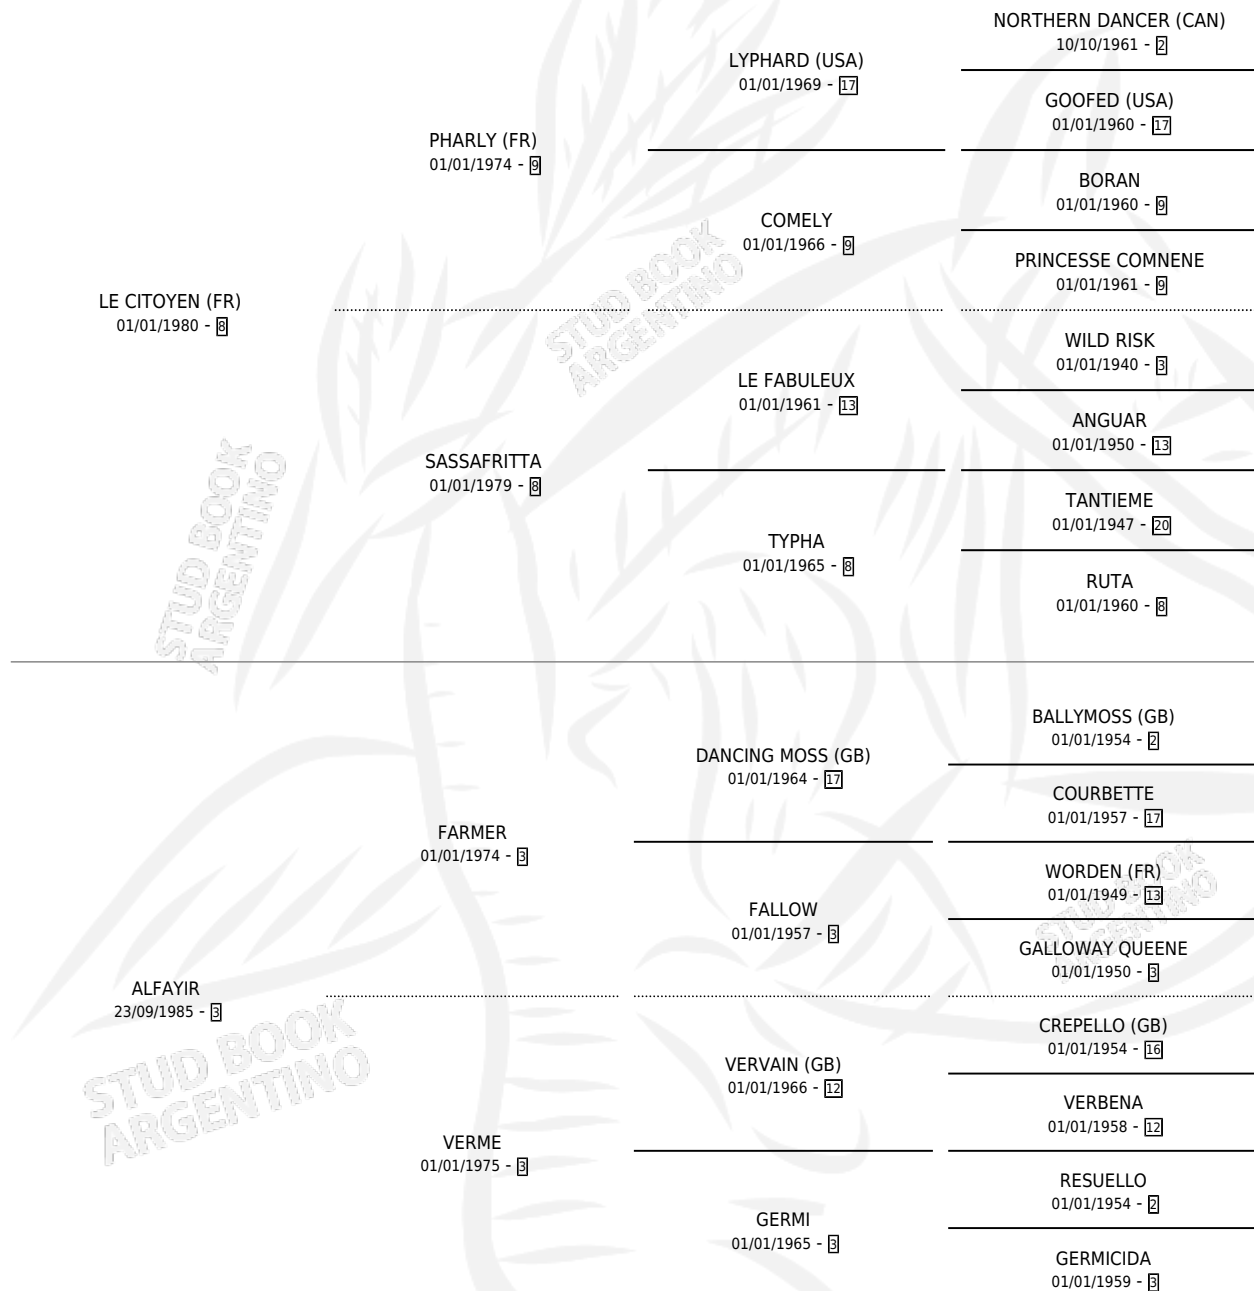 NORTHERN DANCER (CAN)
10/10/1961 - 2
LYPHARD (USA)
01/01/1969 - 17
GOOFED (USA)
01/01/1960 - 17
PHARLY (FR)
01/01/1974 - 9
BORAN
01/01/1960 - 9
COMELY
01/01/1966 - 9
PRINCESSE COMNENE
01/01/1961 - 9
LE CITOYEN (FR)
01/01/1980 - 8
STUD BOOK
ARGENTINO
WILD RISK
01/01/1940 - 3
LE FABULEUX
01/01/1961 - 13
ANGUAR
01/01/1950 - 13
SASSAFRITTA
01/01/1979 - 8
TANTIEME
01/01/1947 - 20
TYPHA
01/01/1965 - 8
RUTA
01/01/1960 - 8
STUD BOOK
ARGENTINO
BALLYMOSS (GB)
01/01/1954 - 2
DANCING MOSS (GB)
01/01/1964 - 17
COURBETTE
01/01/1957 - 17
FARMER
01/01/1974 - 3
WORDEN (FR)
01/01/1949 - 13
FALLOW
01/01/1957 - 3
STUD BOOK
ARGENTINO
GALLOWAY QUEENE
01/01/1950 - 3
ALFAYIR
23/09/1985 - 3
CREPELLO (GB)
01/01/1954 - 16
STUD BOOK
ARGENTINO
VERVAIN (GB)
01/01/1966 - 12
VERBENA
01/01/1958 - 12
VERME
01/01/1975 - 3
RESUELLO
01/01/1954 - 2
GERMI
01/01/1965 - 3
GERMICIDA
01/01/1959 - 3